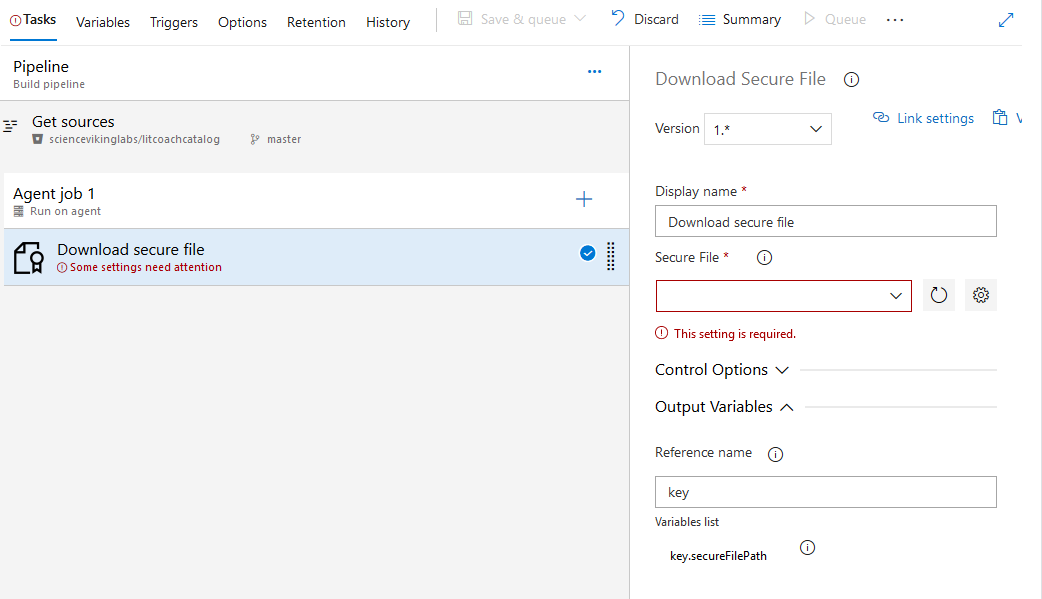 Tasks Variables Triggers Options Retention History Save & queue Discard Summary Queue
Pipeline
Build pipeline
Get sources
sciencevikinglabs/litcoachcatalog master
Agent job 1
Run on agent
Download secure file
Some settings need attention
Download Secure File
Version 1.* Link settings
Display name *
Download secure file
Secure File *
This setting is required.
Control Options
Output Variables
Reference name
key
Variables list
key.secureFilePath